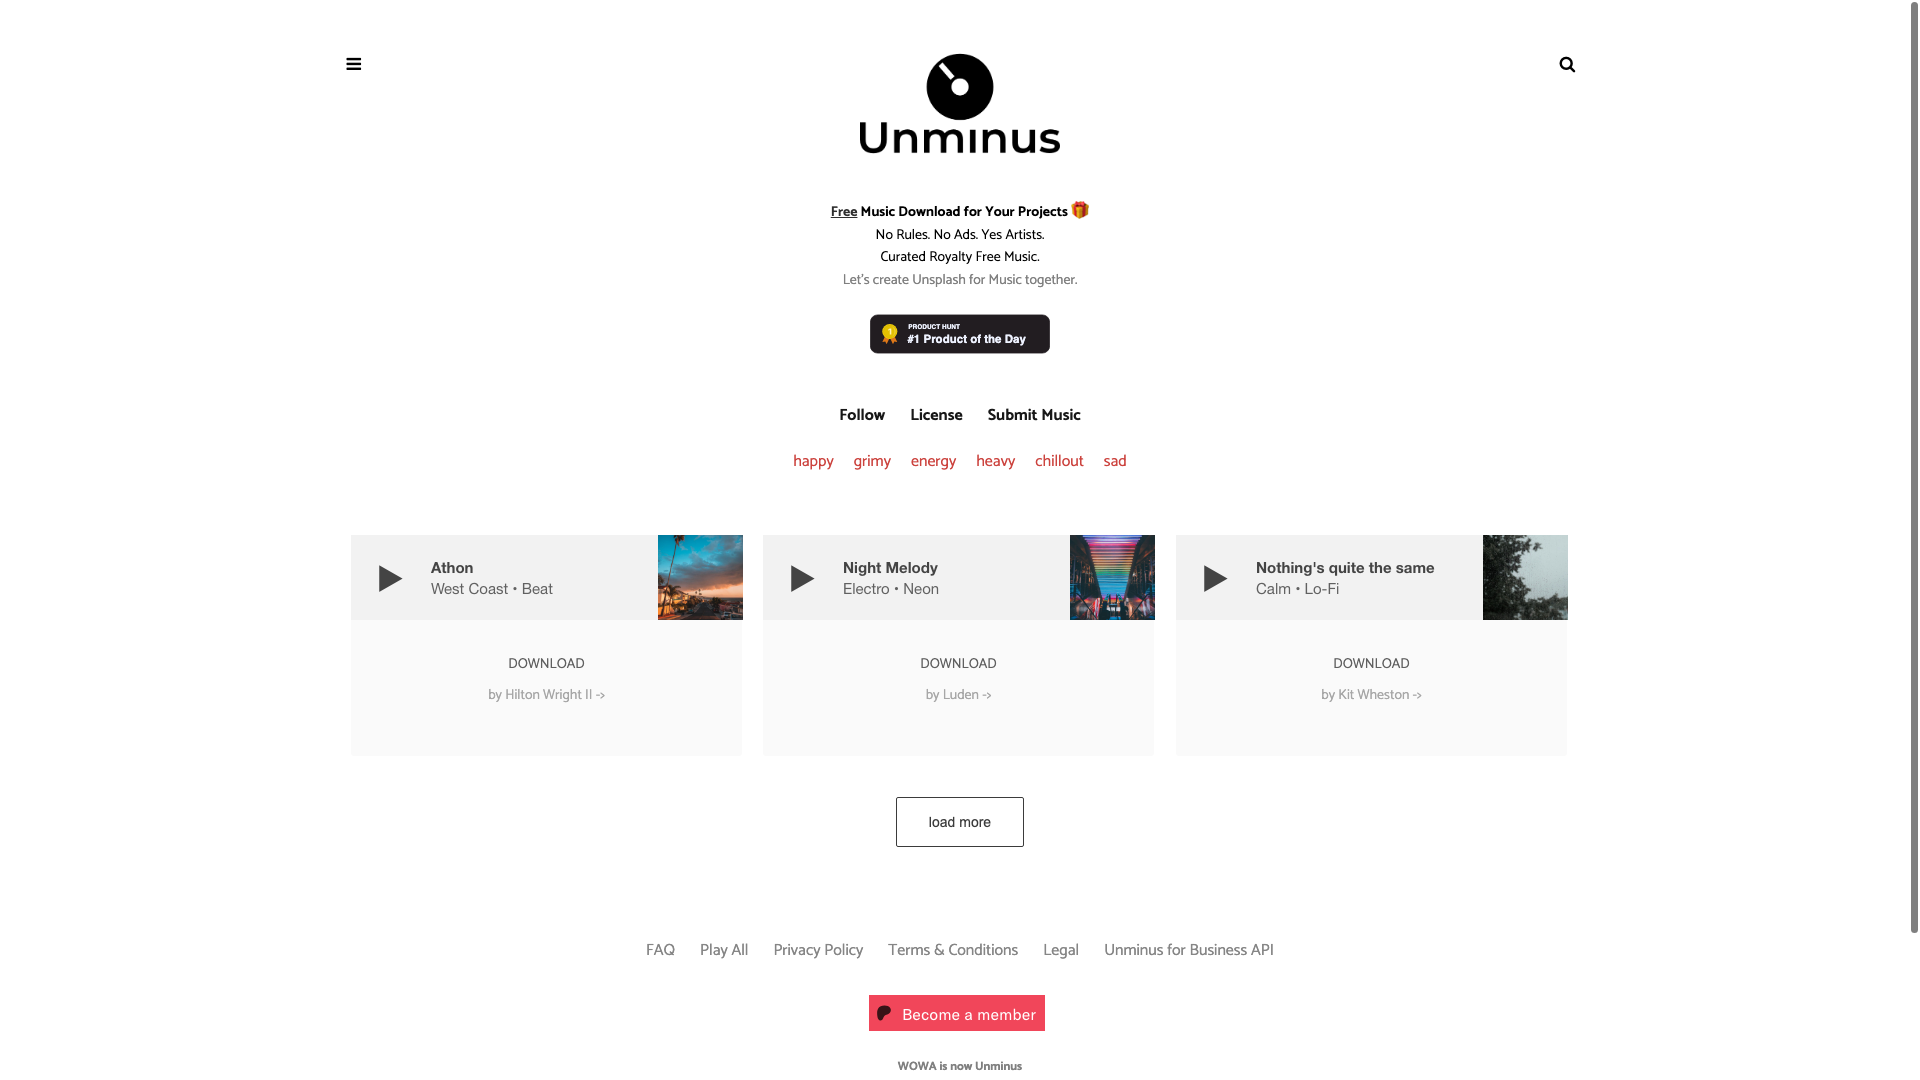 Unminus
Free Music Download for Your Projects
No Rules. No Ads. Yes Artists.
Curated Royalty Free Music.
Let's create Unsplash for Music together.
1
PRODUCT HUNT
#1 Product of the Day
Follow License Submit Music
happy grimy energy heavy chillout sad
Athon
West Coast • Beat
DOWNLOAD
by Hilton Wright II ->
Night Melody
Electro • Neon
DOWNLOAD
by Luden ->
Nothing's quite the same
Calm • Lo-Fi
DOWNLOAD
by Kit Wheston ->
load more
FAQ Play All Privacy Policy Terms & Conditions Legal Unminus for Business API
Become a member
WOWA is now Unminus